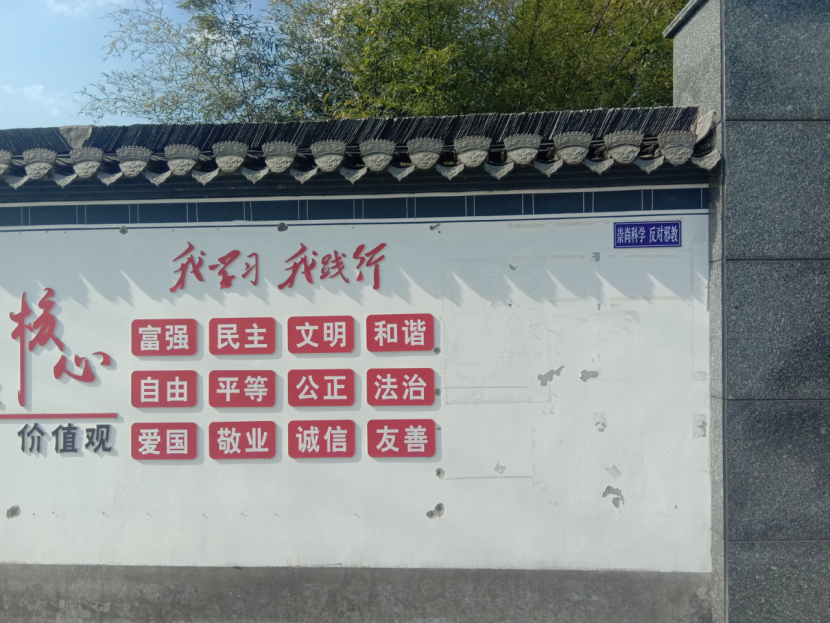 崇尚科学 反对邪教
我学习 我践行
核心
价值观
富强 民主 文明 和谐
自由 平等 公正 法治
爱国 敬业 诚信 友善